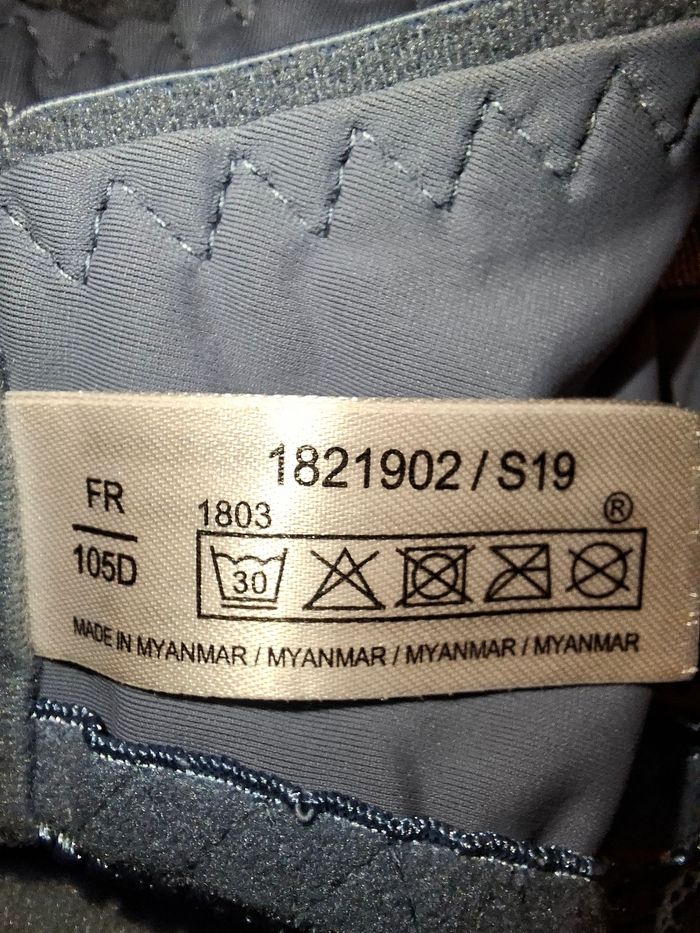 1821902 / S19
FR
105D
1803
®
30
MADE IN MYANMAR / MYANMAR / MYANMAR / MYANMAR